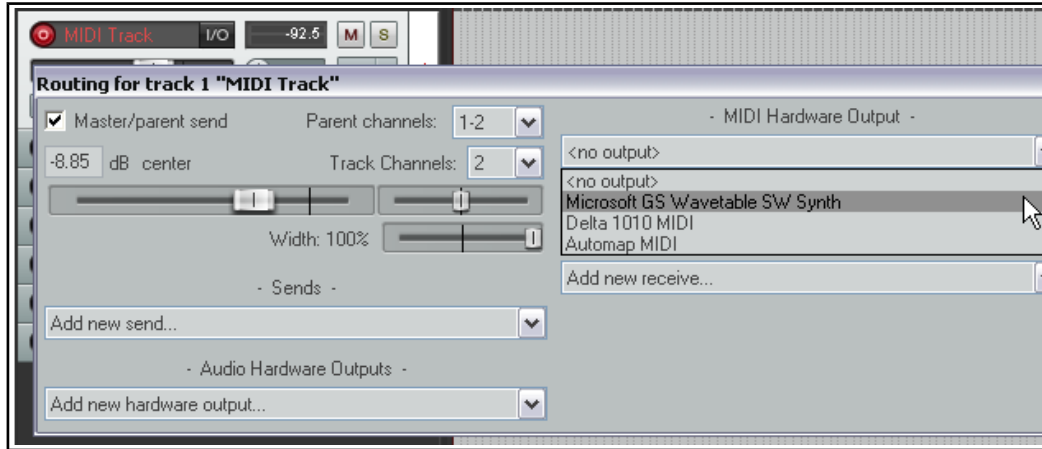 MIDI Track I/O -92.5 M S
Routing for track 1 "MIDI Track"
Master/parent send Parent channels: 1-2
-8.85 dB center Track Channels: 2
Width: 100%
- Sends -
Add new send...
- Audio Hardware Outputs -
Add new hardware output...
- MIDI Hardware Output -
<no output>
<no output>
Microsoft GS Wavetable SW Synth
Delta 1010 MIDI
Automap MIDI
Add new receive...